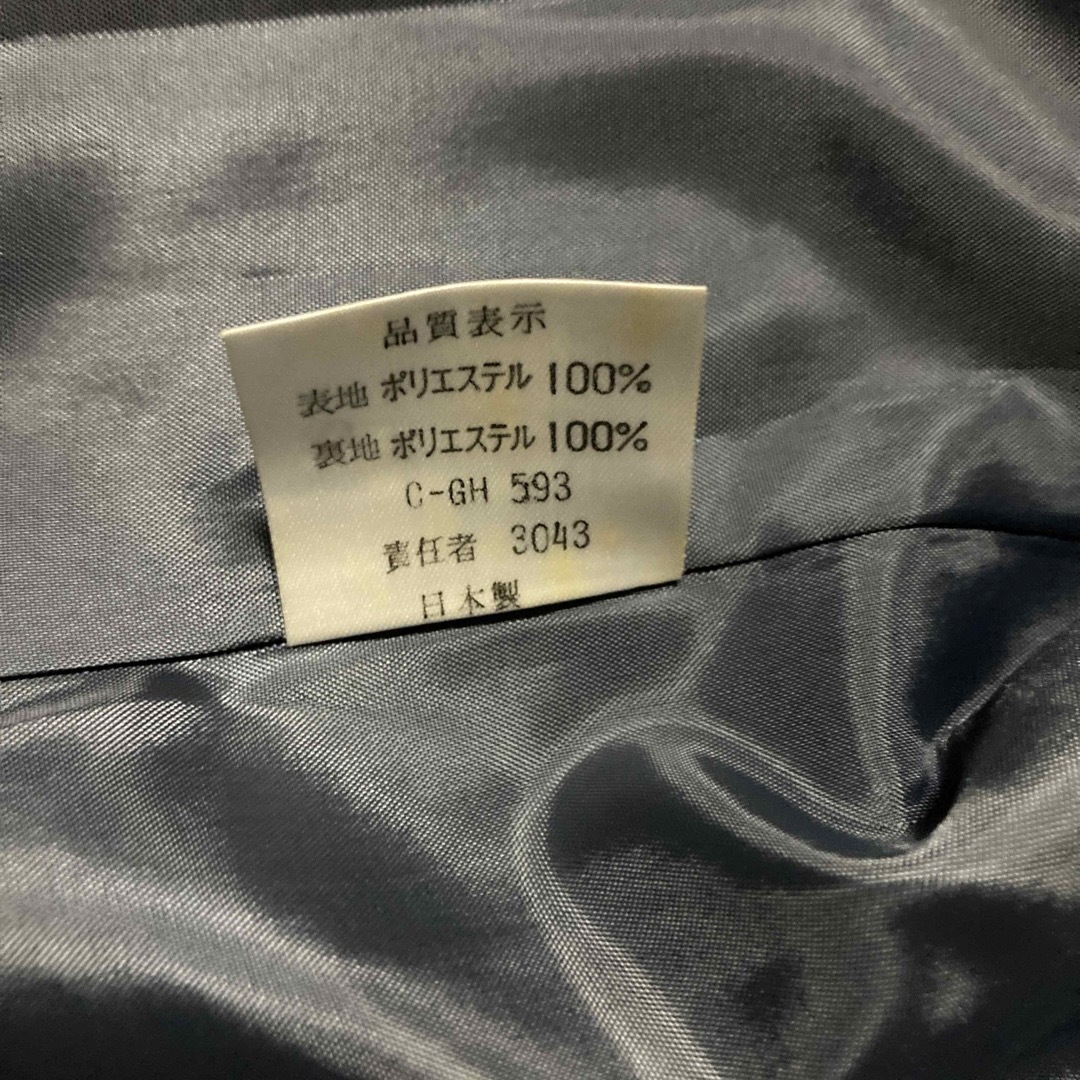 品質表示
表地 ポリエステル 100%
裏地 ポリエステル 100%
C-GH 593
責任者 3043
日本製